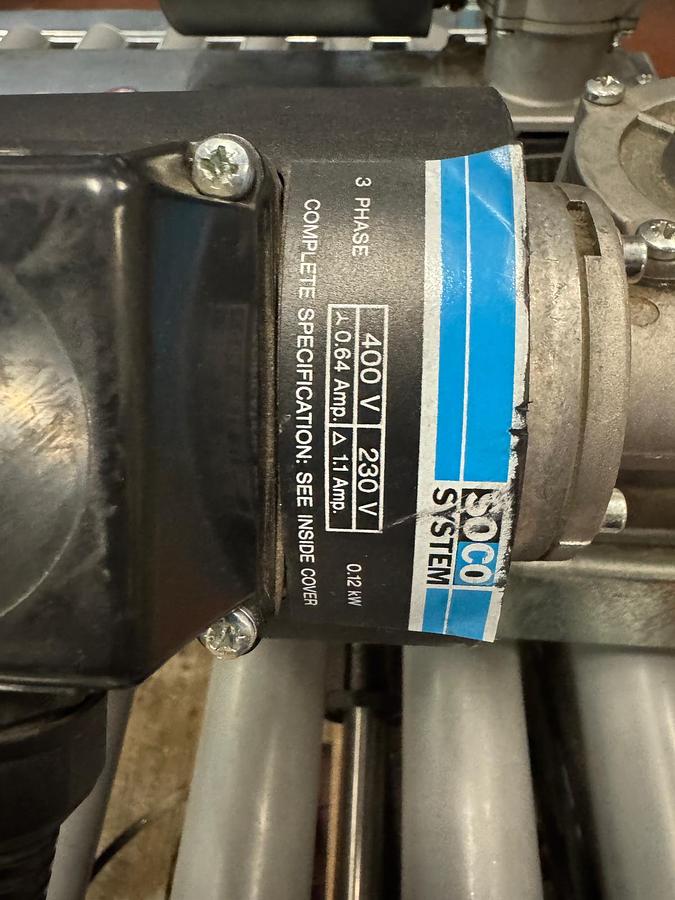 SOCO
SYSTEM
3 PHASE
400 V 230 V
⅄ 0.64 Amp. Δ 1.1 Amp.
0.12 kW
COMPLETE SPECIFICATION: SEE INSIDE COVER